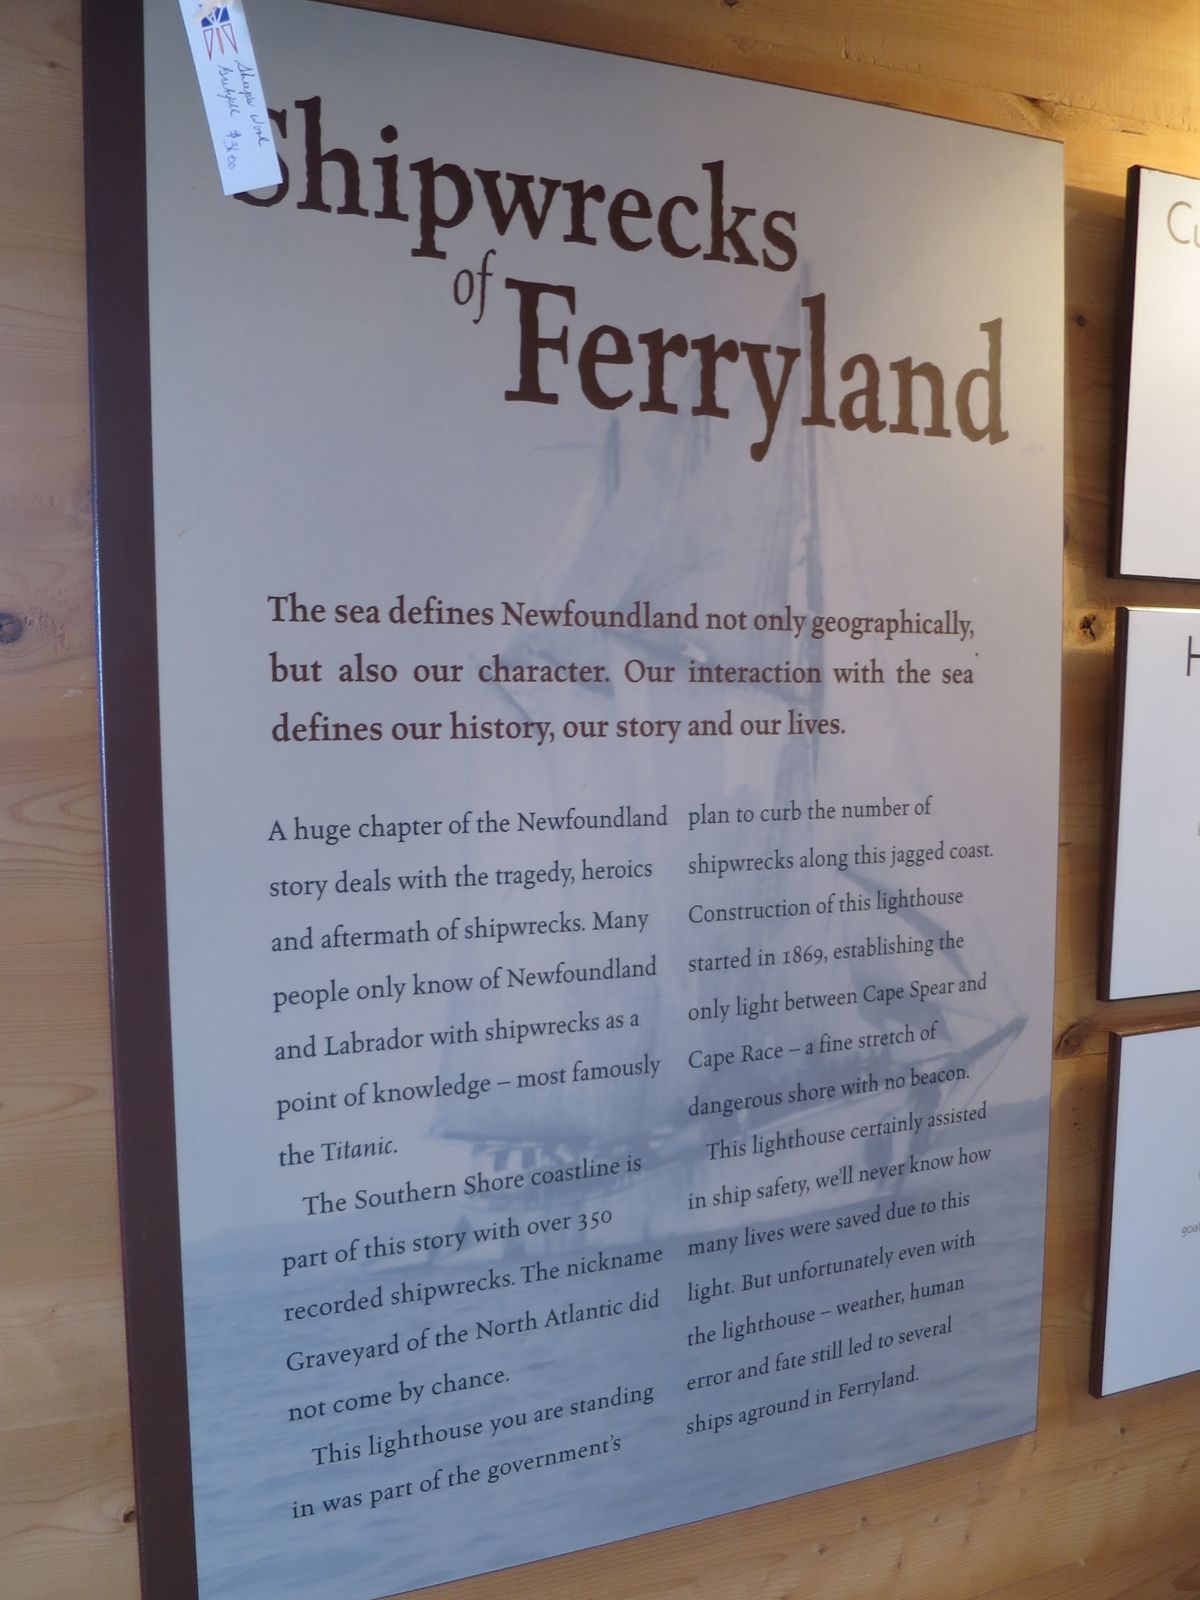 Sheeps Wool
$31.00
Shipwrecks
of
Ferryland
The sea defines Newfoundland not only geographically,
but also our character. Our interaction with the sea
defines our history, our story and our lives.
A huge chapter of the Newfoundland
story deals with the tragedy, heroics
and aftermath of shipwrecks. Many
people only know of Newfoundland
and Labrador with shipwrecks as a
point of knowledge – most famously
the Titanic.
The Southern Shore coastline is
part of this story with over 350
recorded shipwrecks. The nickname
Graveyard of the North Atlantic did
not come by chance.
This lighthouse you are standing
in was part of the government's
plan to curb the number of
shipwrecks along this jagged coast.
Construction of this lighthouse
started in 1869, establishing the
only light between Cape Spear and
Cape Race – a fine stretch of
dangerous shore with no beacon.
This lighthouse certainly assisted
in ship safety, we'll never know how
many lives were saved due to this
light. But unfortunately even with
the lighthouse – weather, human
error and fate still led to several
ships aground in Ferryland.